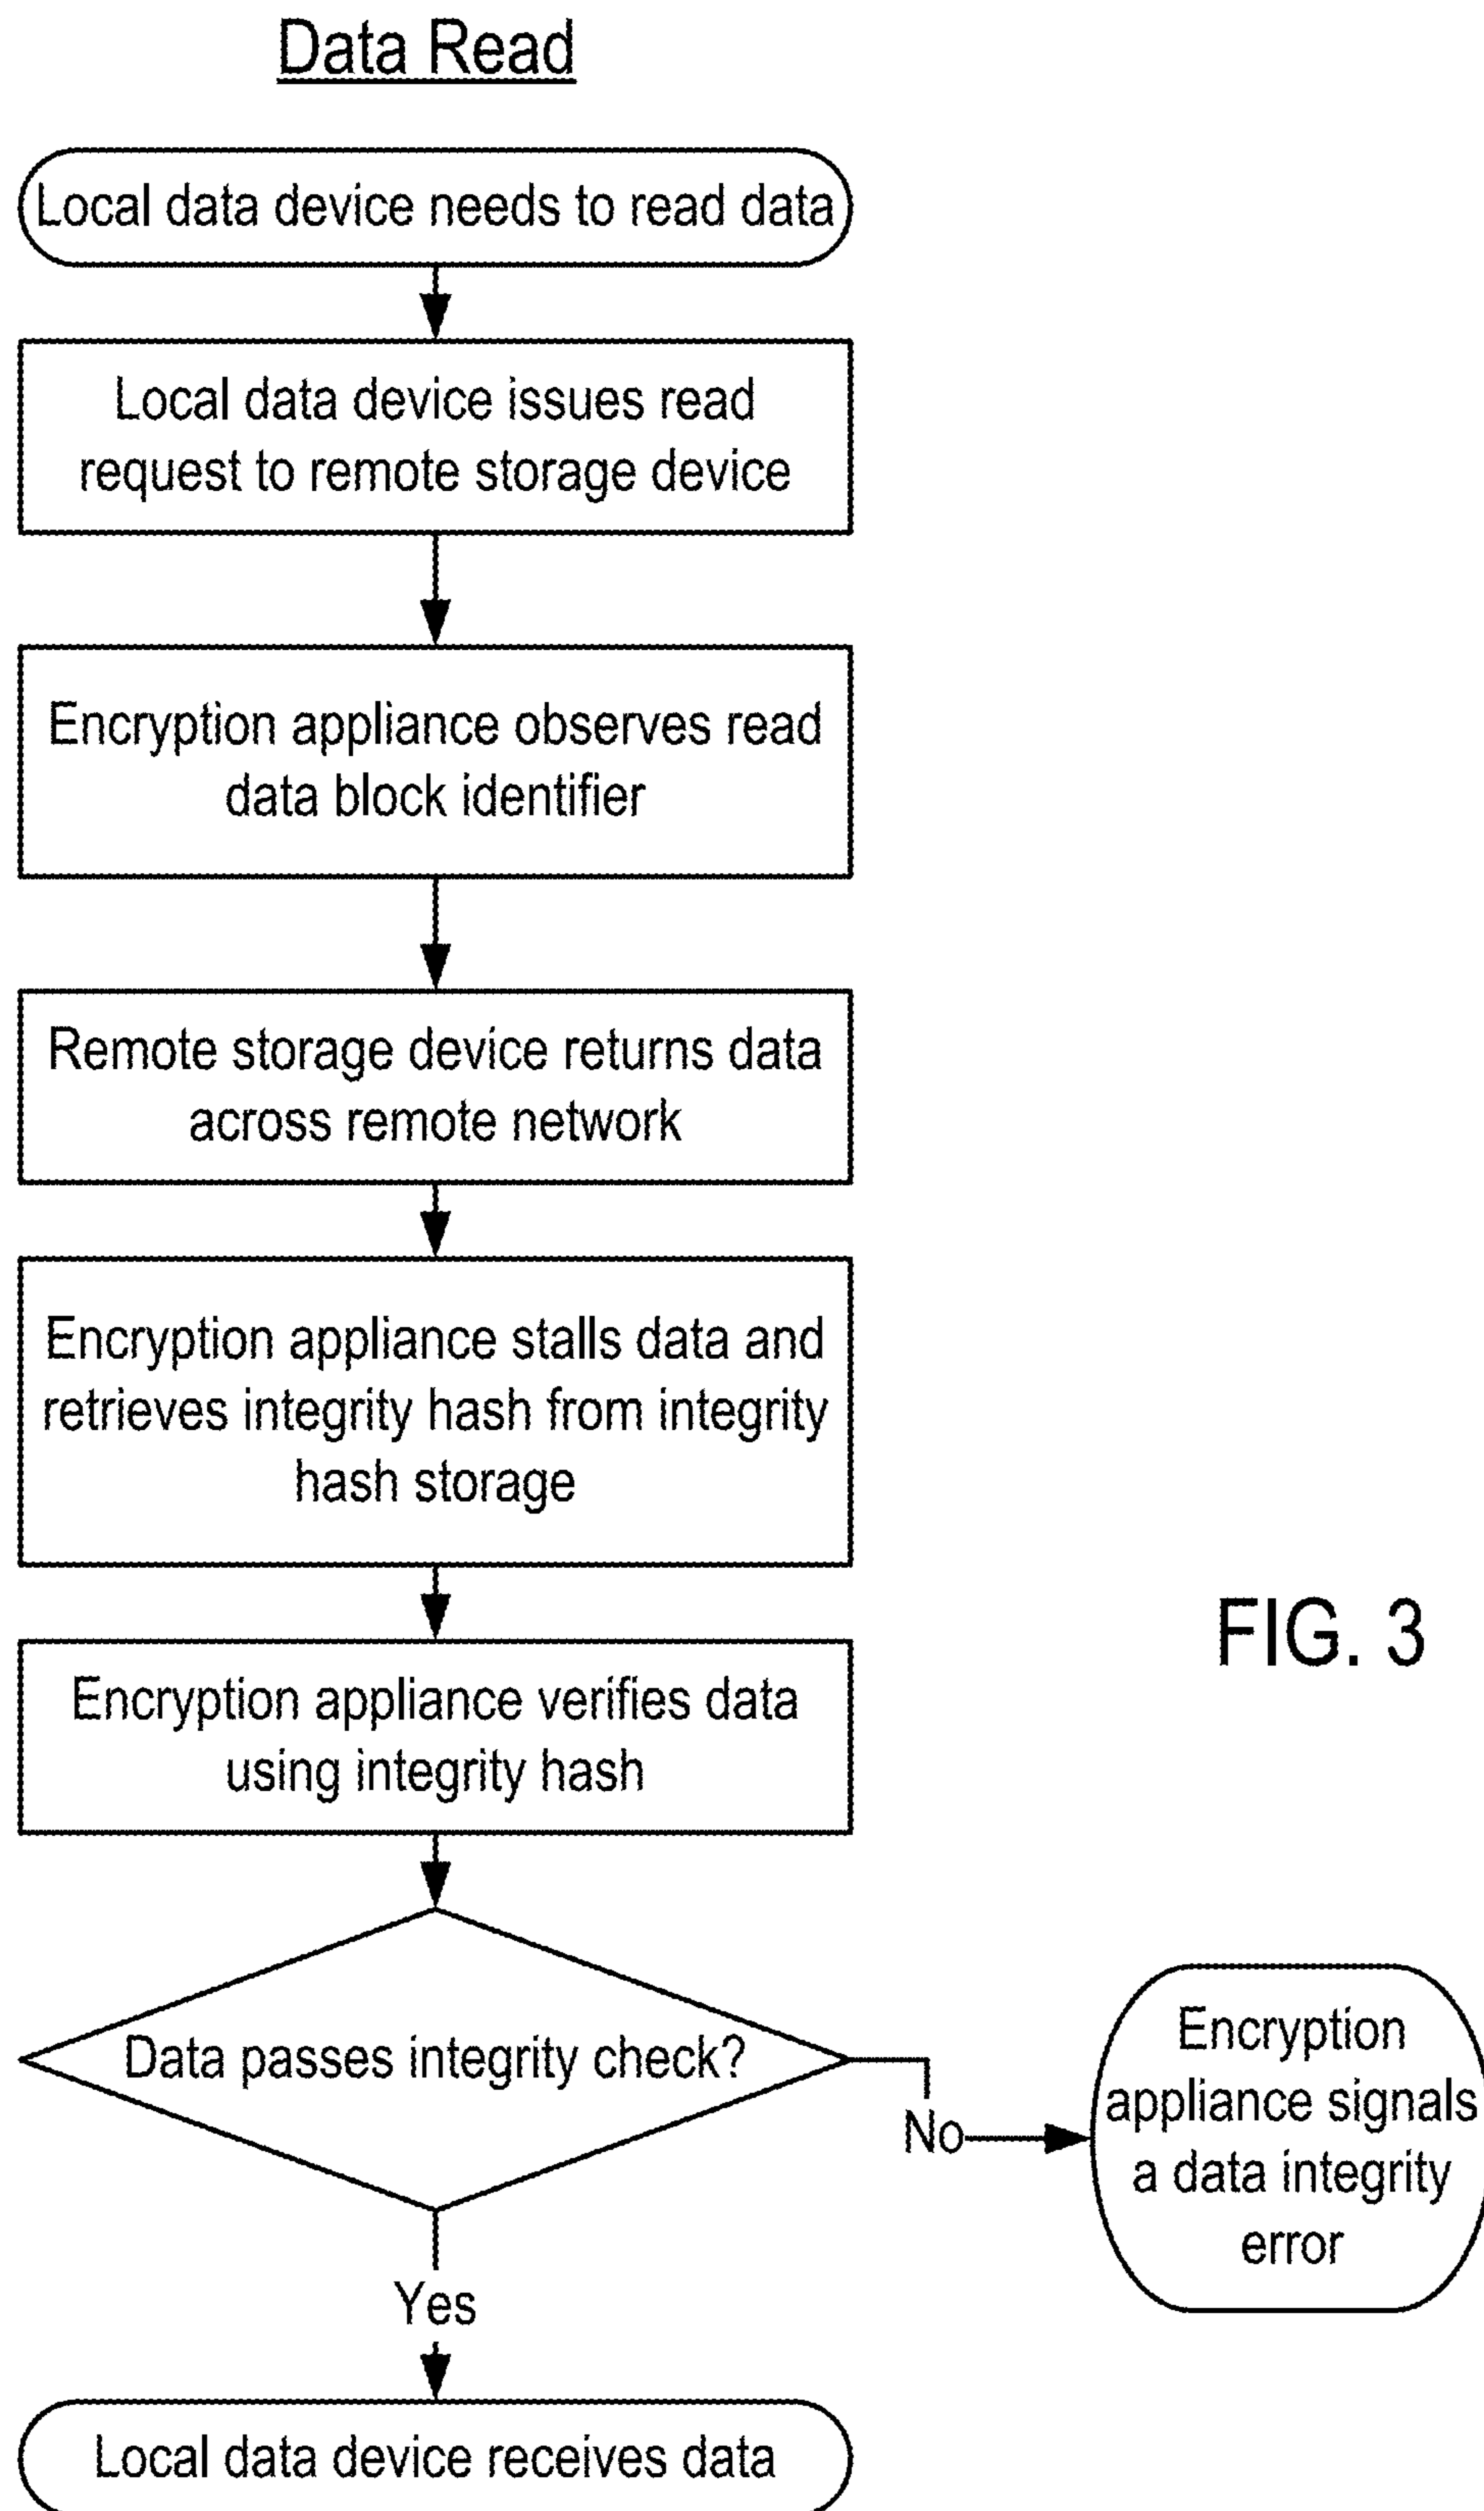 Data Read
Local data device needs to read data
Local data device issues read
request to remote storage device
Encryption appliance observes read
data block identifier
Remote storage device returns data
across remote network
Encryption appliance stalls data and
retrieves integrity hash from integrity
hash storage
Encryption appliance verifies data
using integrity hash
Data passes integrity check?
No
Encryption
appliance signals
a data integrity
error
Yes
Local data device receives data
FIG. 3